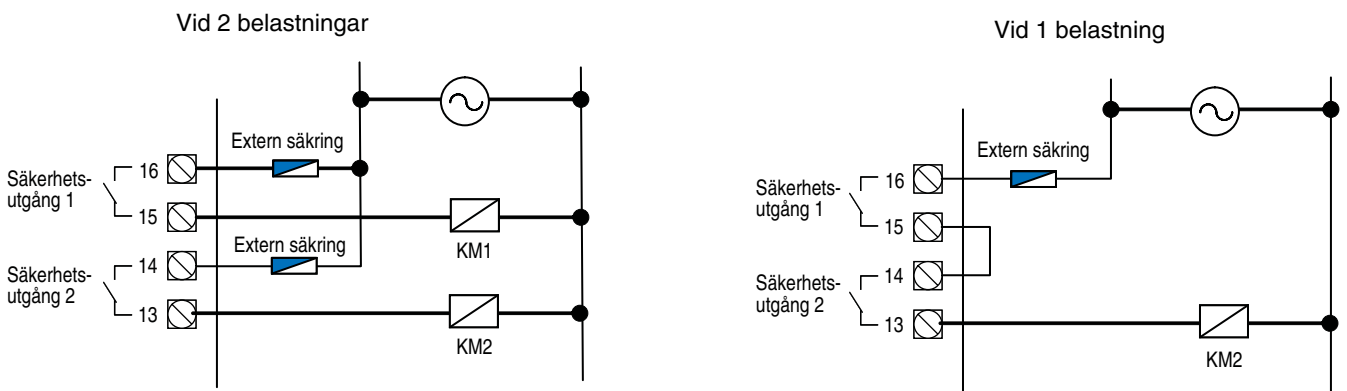 Vid 2 belastningar
Extern säkring
Säkerhets-
utgång 1
16
15
KM1
Extern säkring
Säkerhets-
utgång 2
14
13
KM2
Vid 1 belastning
Extern säkring
Säkerhets-
utgång 1
16
15
Säkerhets-
utgång 2
14
13
KM2